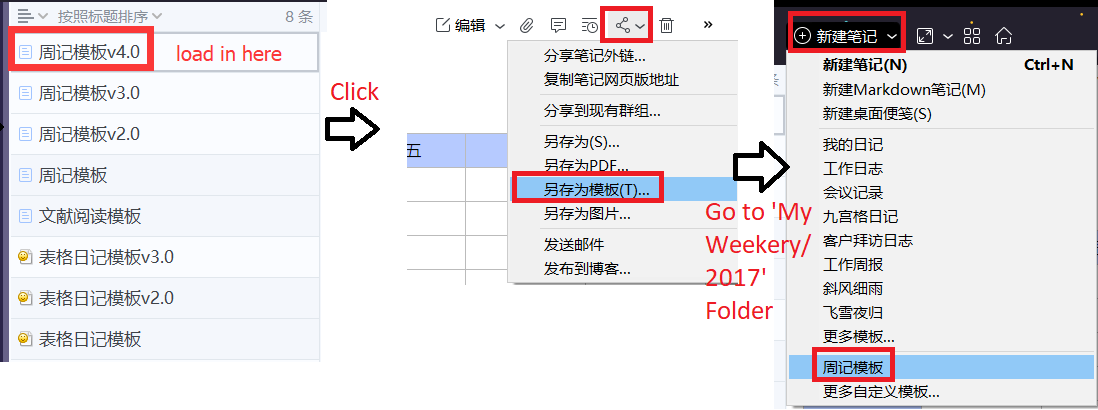 按照标题排序
8 条
周记模板v4.0
load in here
周记模板v3.0
周记模板v2.0
周记模板
文献阅读模板
表格日记模板v3.0
表格日记模板v2.0
表格日记模板
Click
编辑
»
分享笔记外链...
复制笔记网页版地址
分享到现有群组...
另存为(S)...
另存为PDF...
另存为模板(T)...
另存为图片...
发送邮件
发布到博客...
五
Go to 'My
Weekery/
2017'
Folder
新建笔记
新建笔记(N) Ctrl+N
新建Markdown笔记(M)
新建桌面便笺(S)
我的日记
工作日志
会议记录
九宫格日记
客户拜访日志
工作周报
斜风细雨
飞雪夜归
更多模板...
周记模板
更多自定义模板...